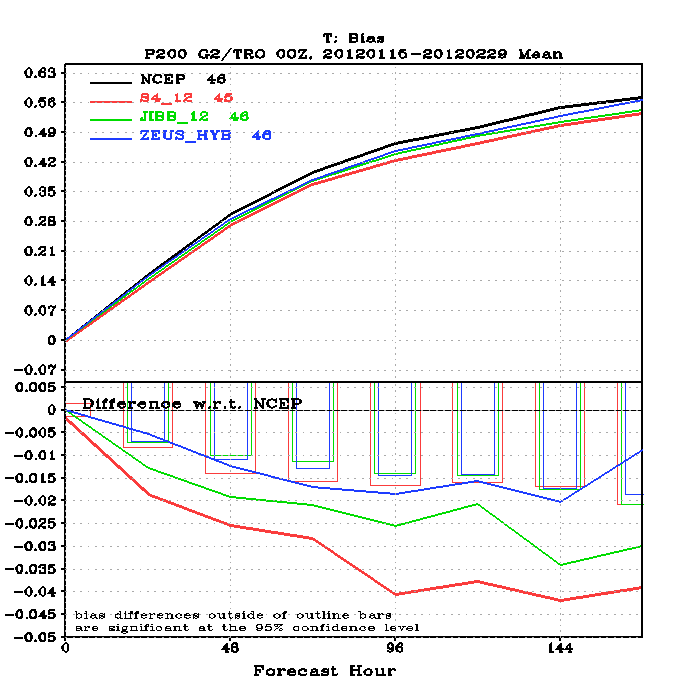 T: Bias
P200 G2/TRO 00Z, 20120116-20120229 Mean
0.63
NCEP 46
0.56
S4_12 45
JIBB_12 46
0.49
ZEUS_HYB 46
0.42
0.35
0.28
0.21
0.14
0.07
0
-0.07
0.005
Difference w.r.t. NCEP
0
-0.005
-0.01
-0.015
-0.02
-0.025
-0.03
-0.035
-0.04
-0.045
bias differences outside of outline bars
are significant at the 95% confidence level
-0.05
0 48 96 144
Forecast Hour